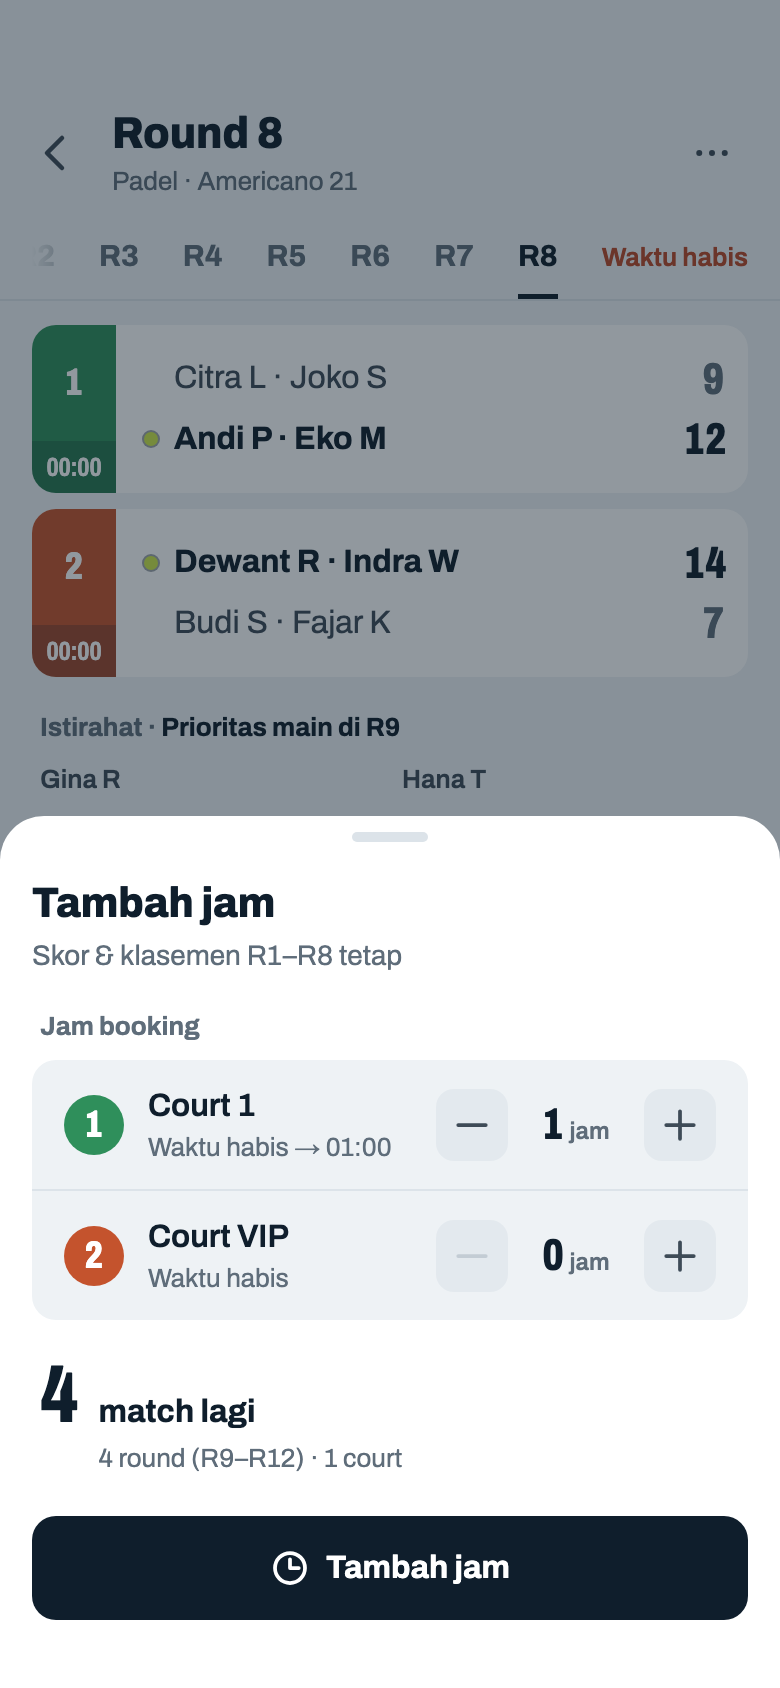 Round 8
Padel · Americano 21
2 R3 R4 R5 R6 R7 R8 Waktu habis
1
00:00
Citra L · Joko S 9
Andi P · Eko M 12
2
00:00
Dewant R · Indra W 14
Budi S · Fajar K 7
Istirahat · Prioritas main di R9
Gina R Hana T
Tambah jam
Skor & klasemen R1–R8 tetap
Jam booking
1 Court 1
Waktu habis → 01:00
1 jam
2 Court VIP
Waktu habis
0 jam
4 match lagi
4 round (R9–R12) · 1 court
Tambah jam